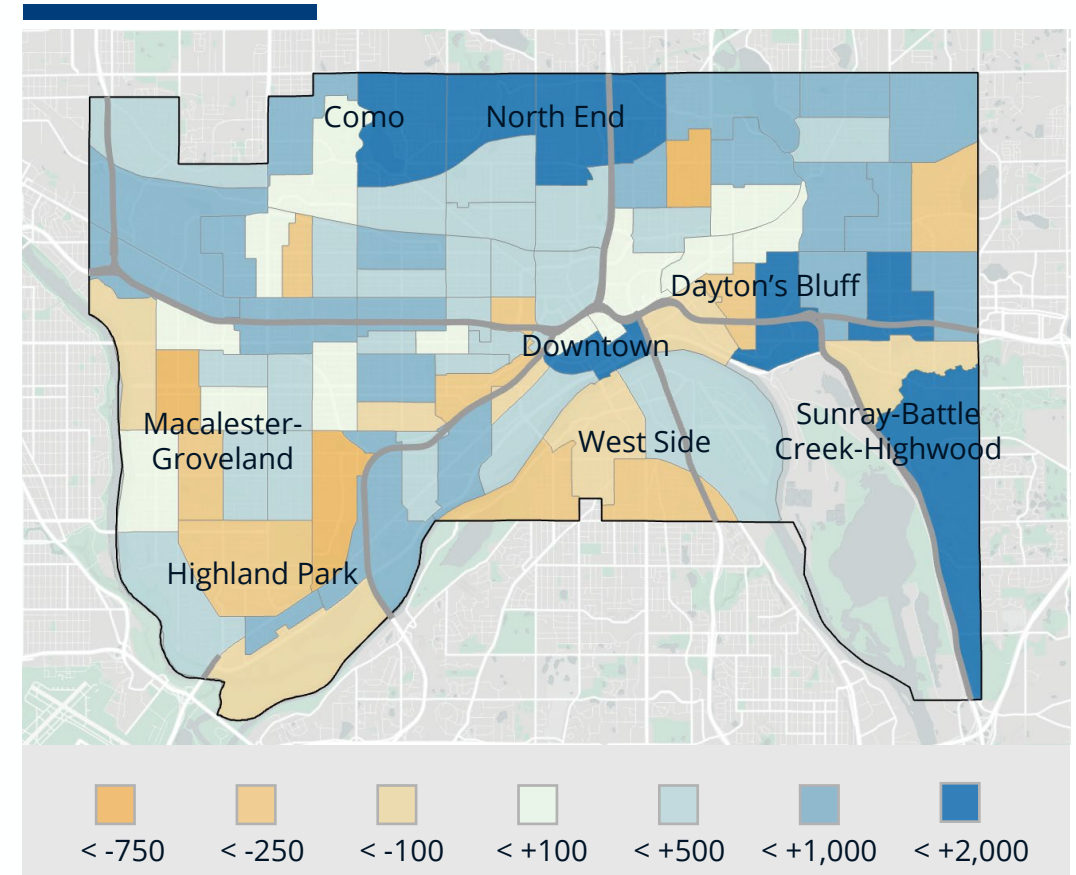 Como
North End
Dayton's Bluff
Downtown
Macalester-
Groveland
West Side
Sunray-Battle
Creek-Highwood
Highland Park
< -750
< -250
< -100
< +100
< +500
< +1,000
< +2,000